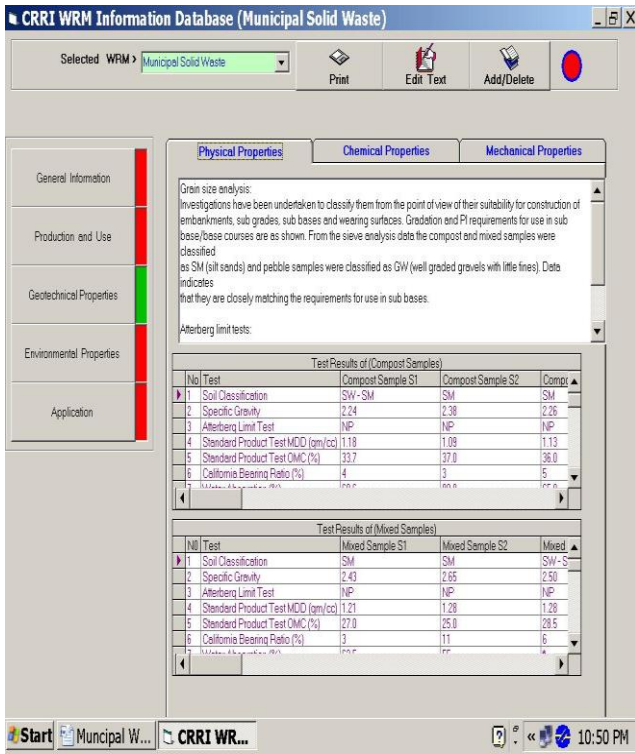 CRRI WRM Information Database (Municipal Solid Waste)
Selected WRM > Municipal Solid Waste
Print Edit Text Add/Delete
Physical Properties Chemical Properties Mechanical Properties
General Information
Production and Use
Geotechnical Properties
Environmental Properties
Application
Grain size analysis:
Investigations have been undertaken to classify them from the point of view of their suitability for construction of
embankments, sub grades, sub bases and wearing surfaces. Gradation and PI requirements for use in sub
base/base courses are as shown. From the sieve analysis data the compost and mixed samples were
classified
as SM (silt sands) and pebble samples were classified as GW (well graded gravels with little fines). Data
indicates
that they are closely matching the requirements for use in sub bases.
Atterberg limit tests:
Test Results of (Compost Samples)
No Test Compost Sample S1 Compost Sample S2
1 Soil Classification SW - SM SM SM
2 Specific Gravity 2.24 2.38 2.26
3 Atterberg Limit Test NP NP NP
4 Standard Product Test MDD (gm/cc) 1.18 1.09 1.13
5 Standard Product Test OMC (%) 33.7 37.0 36.0
6 California Bearing Ratio (%) 4 3 5
Test Results of (Mixed Samples)
Test Mixed Sample S1 Mixed Sample S2 Mixed
1 Soil Classification SM SM SW - S
2 Specific Gravity 2.43 2.65 2.50
3 Atterberg Limit Test NP NP NP
4 Standard Product Test MDD (gm/cc) 1.21 1.28 1.28
5 Standard Product Test OMC (%) 27.0 25.0 28.5
6 California Bearing Ratio (%) 3 11 6
Start Muncipal W... CRRI WR... 10:50 PM